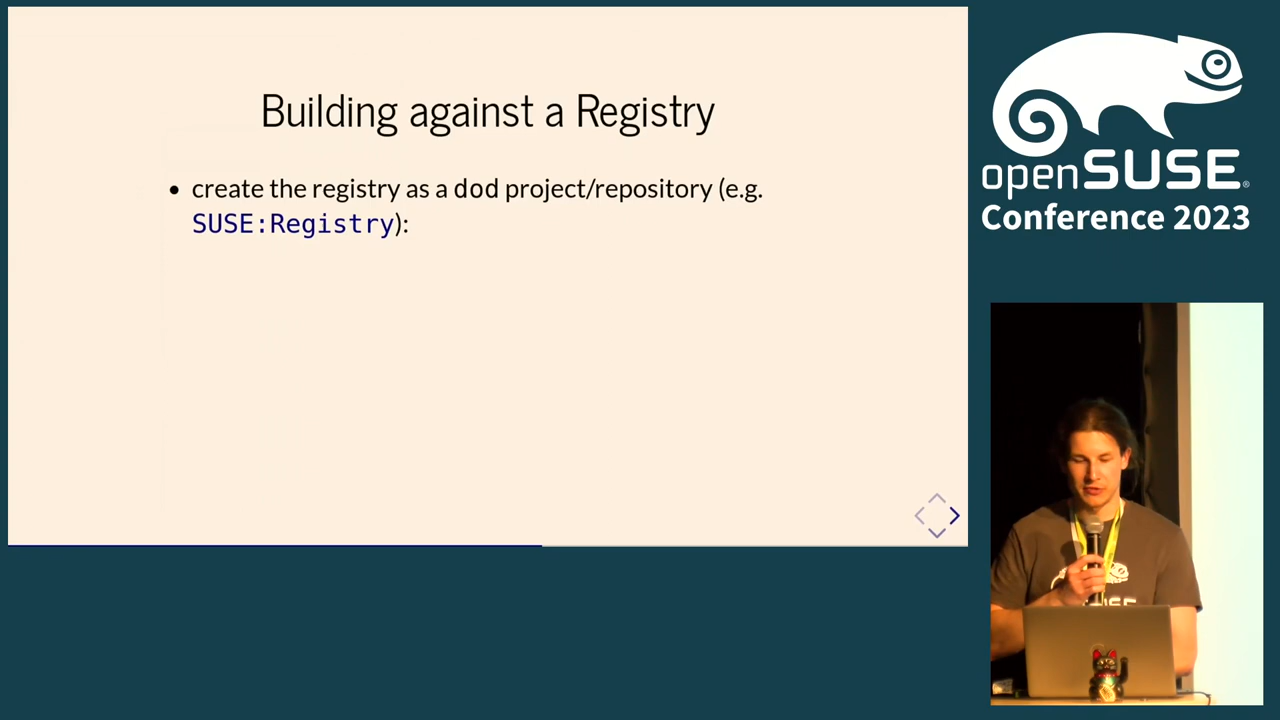 Building against a Registry
• create the registry as a dod project/repository (e.g.
SUSE:Registry):
openSUSE®
Conference 2023